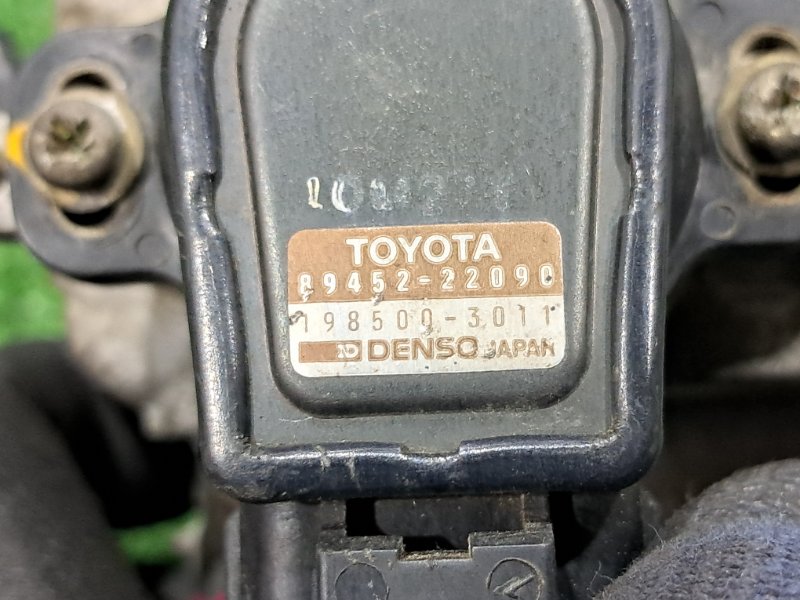 TOYOTA
89452-22090
198500-3011
DENSO JAPAN